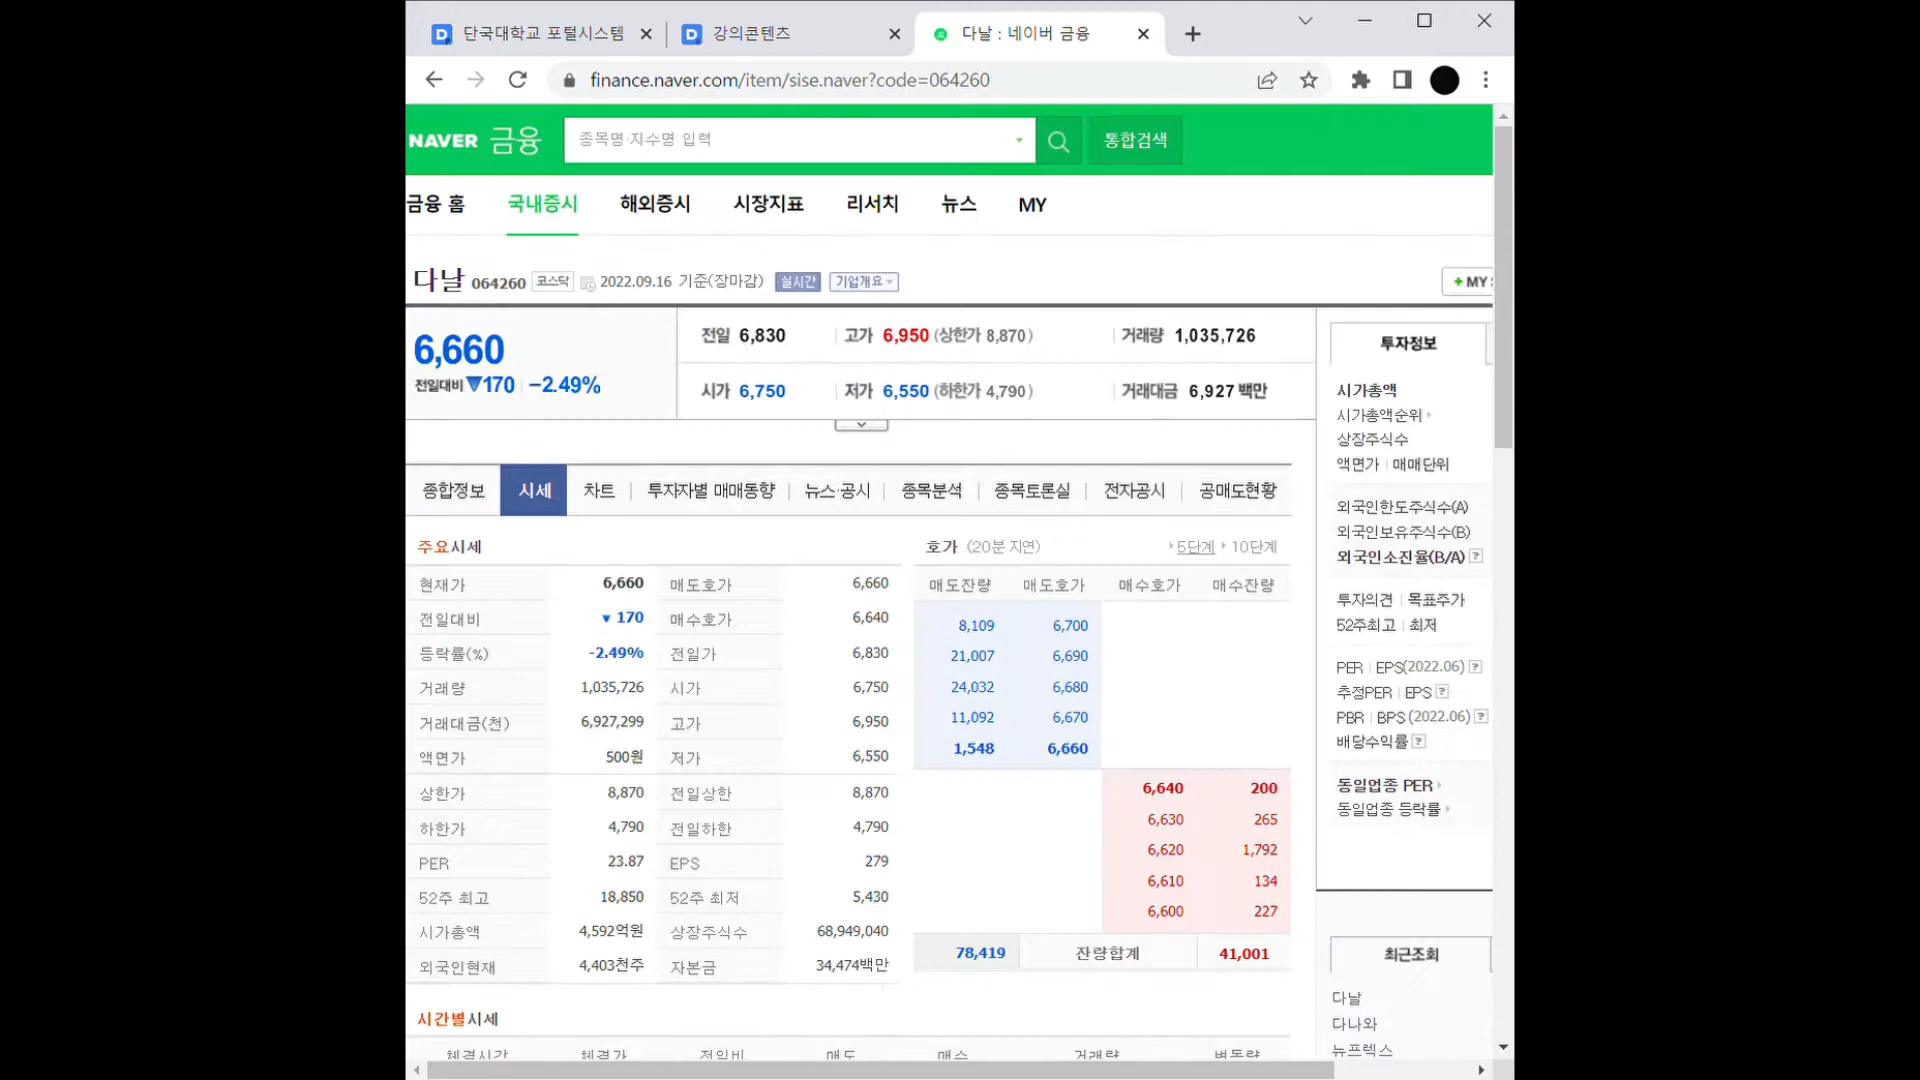 단국대학교 포털시스템
강의콘텐츠
다날 : 네이버 금융
finance.naver.com/item/sise.naver?code=064260
NAVER 금융
종목명·지수명 입력
통합검색
금융 홈 국내증시 해외증시 시장지표 리서치 뉴스 MY
다날 064260 코스닥 2022.09.16 기준(장마감) 실시간 기업개요
+ MY
6,660
전일대비 ▼170 -2.49%
전일 6,830 고가 6,950 (상한가 8,870) 거래량 1,035,726
시가 6,750 저가 6,550 (하한가 4,790) 거래대금 6,927 백만
종합정보 시세 차트 투자자별 매매동향 뉴스·공시 종목분석 종목토론실 전자공시 공매도현황
주요시세
현재가 6,660 매도호가 6,660
전일대비 ▼ 170 매수호가 6,640
등락률(%) -2.49% 전일가 6,830
거래량 1,035,726 시가 6,750
거래대금(천) 6,927,299 고가 6,950
액면가 500원 저가 6,550
상한가 8,870 전일상한 8,870
하한가 4,790 전일하한 4,790
PER 23.87 EPS 279
52주 최고 18,850 52주 최저 5,430
시가총액 4,592억원 상장주식수 68,949,040
외국인현재 4,403천주 자본금 34,474백만
호가 (20분 지연) 5단계 10단계
매도잔량 매도호가 매수호가 매수잔량
8,109 6,700
21,007 6,690
24,032 6,680
11,092 6,670
1,548 6,660
6,640 200
6,630 265
6,620 1,792
6,610 134
6,600 227
78,419 잔량합계 41,001
시간별시세
체결시각 체결가 전일비 매도 매수 거래량 변동량
투자정보
시가총액
시가총액순위
상장주식수
액면가 | 매매단위
외국인한도주식수(A)
외국인보유주식수(B)
외국인소진율(B/A) ?
투자의견 | 목표주가
52주최고 | 최저
PER | EPS(2022.06) ?
추정PER | EPS ?
PBR | BPS (2022.06) ?
배당수익률 ?
동일업종 PER
동일업종 등락률
최근조회
다날
다나와
뉴프렉스